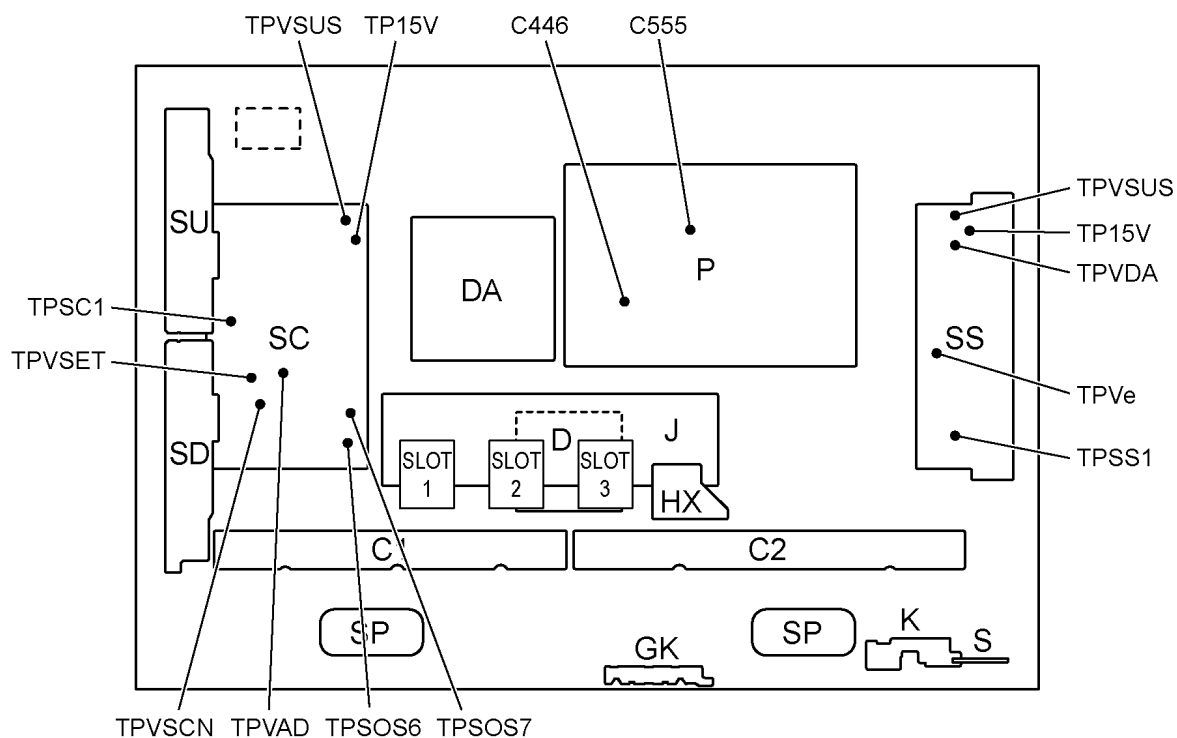 TPVSUS TP15V C446 C555
TPVSUS
SU
TP15V
P
DA
TPVDA
TPSC1
SC
SS
TPVSET
TPVe
D J
SLOT
1
SLOT
2
SLOT
3
SD
TPSS1
HX
C1 C2
SP SP K
GK S
TPVSCN TPVAD TPSOS6 TPSOS7